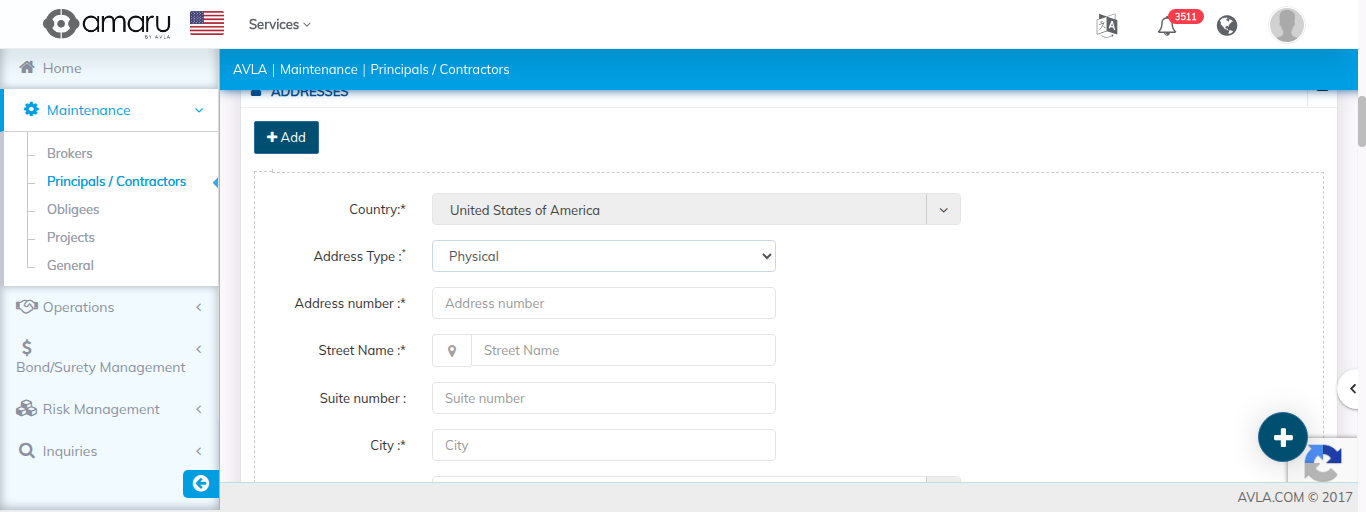 amaru
BY AVLA
Services
3511
Home
AVLA | Maintenance | Principals / Contractors
Maintenance
Brokers
Principals / Contractors
Obligees
Projects
General
Operations
Bond/Surety Management
Risk Management
Inquiries
ADDRESSES
+ Add
Country:*
United States of America
Address Type :*
Physical
Address number :*
Address number
Street Name :*
Street Name
Suite number :
Suite number
City :*
City
AVLA.COM © 2017